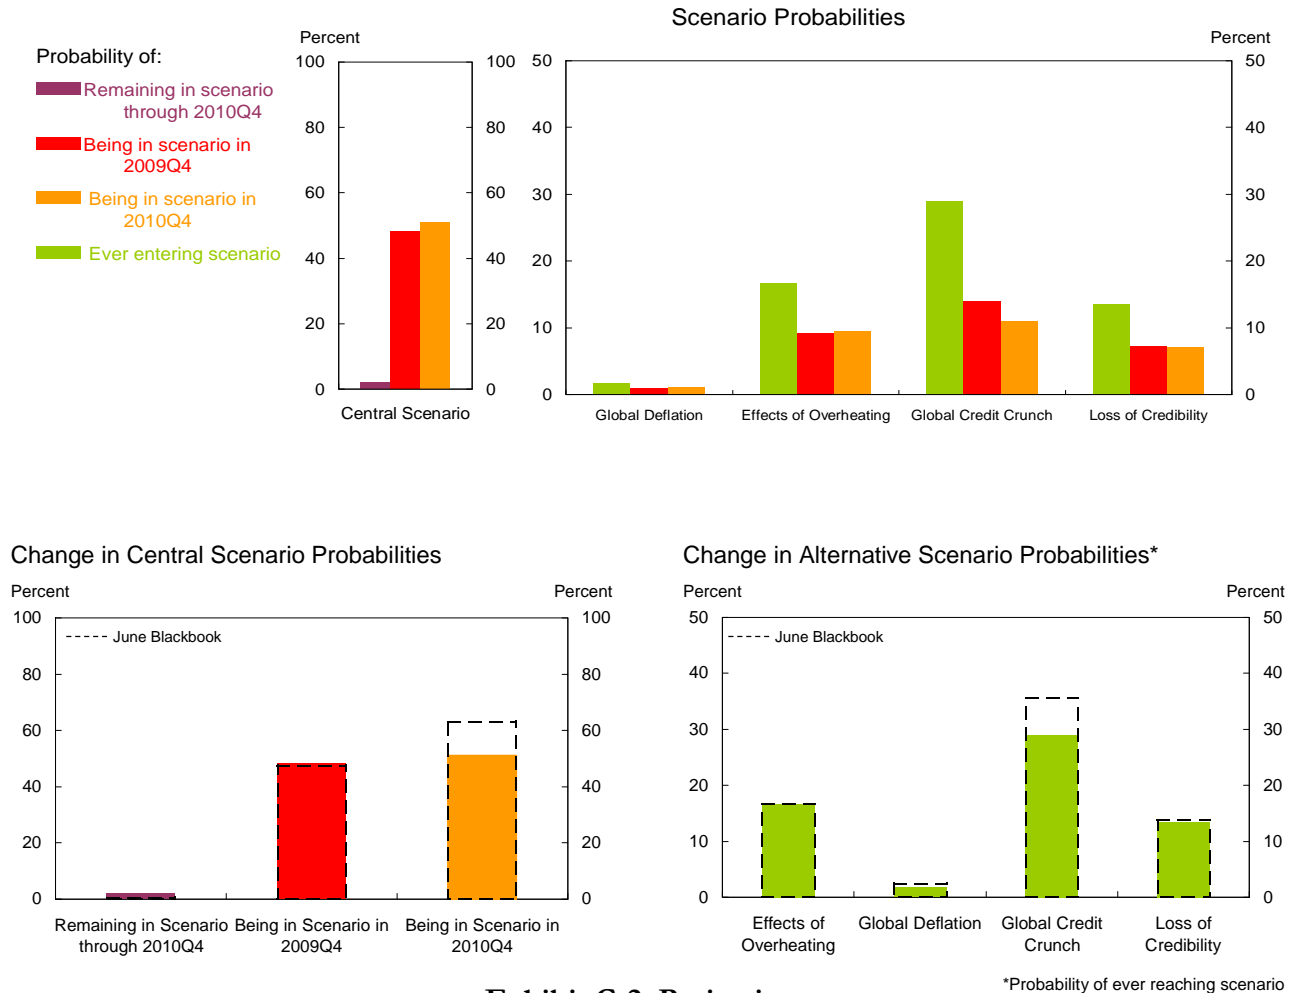 Scenario Probabilities
Probability of:
Remaining in scenario
through 2010Q4
Being in scenario in
2009Q4
Being in scenario in
2010Q4
Ever entering scenario
Percent
100 100
80 80
60 60
40 40
20 20
0 0
Central Scenario
Percent
50 50
40 40
30 30
20 20
10 10
0 0
Global Deflation Effects of Overheating Global Credit Crunch Loss of Credibility
Change in Central Scenario Probabilities
Percent Percent
100 100
June Blackbook
80 80
60 60
40 40
20 20
0 0
Remaining in Scenario Being in Scenario in Being in Scenario in
through 2010Q4 2009Q4 2010Q4
Change in Alternative Scenario Probabilities*
Percent Percent
50 50
June Blackbook
40 40
30 30
20 20
10 10
0 0
Effects of Global Deflation Global Credit Loss of
Overheating Crunch Credibility
*Probability of ever reaching scenario